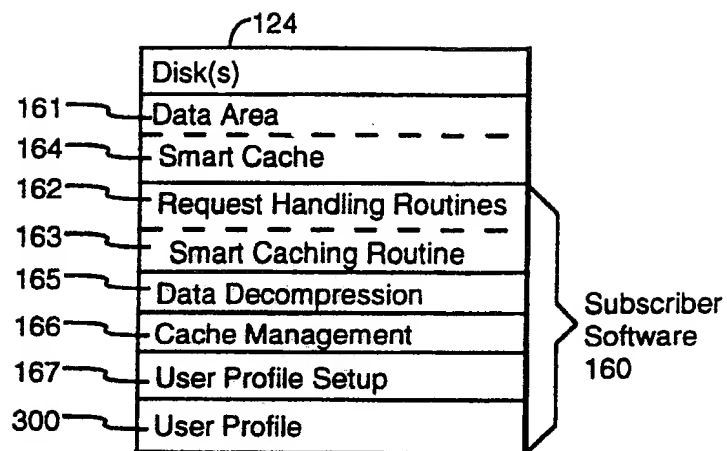 124
Disk(s)
161 Data Area
164 Smart Cache
162 Request Handling Routines
163 Smart Caching Routine
165 Data Decompression
166 Cache Management
167 User Profile Setup
300 User Profile
Subscriber
Software
160